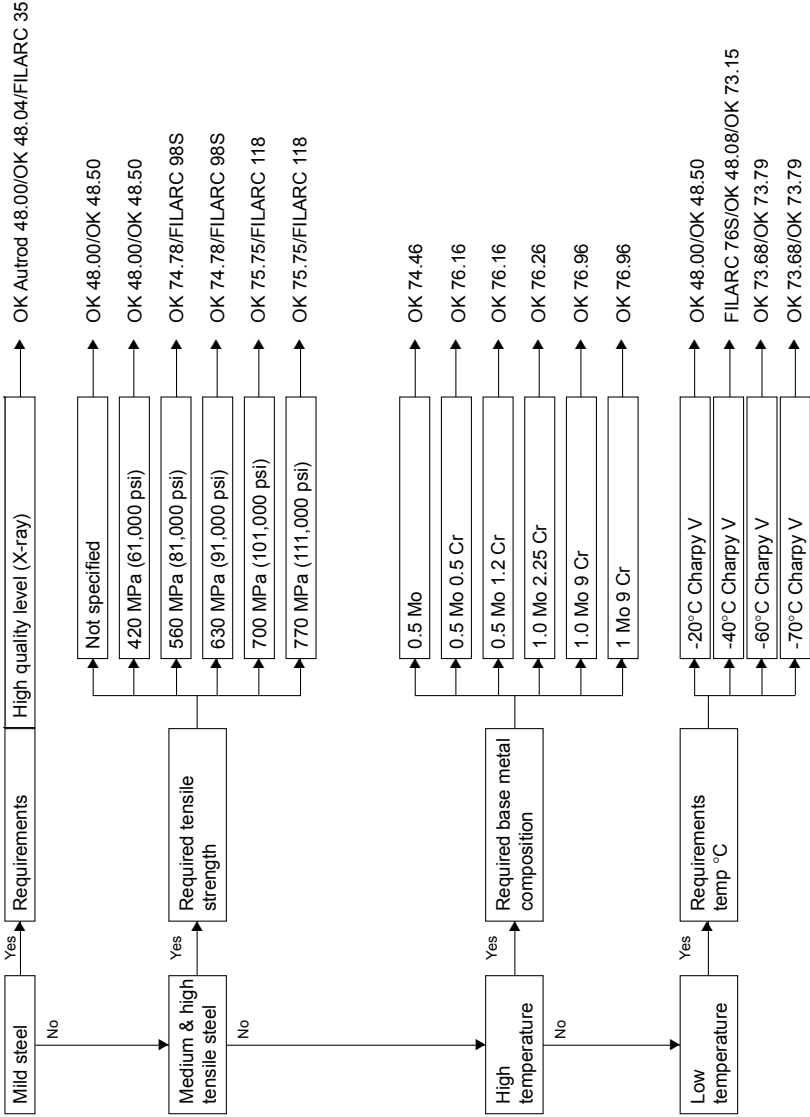 Mild steel
Yes
Requirements
High quality level (X-ray)
OK Autrod 48.00/OK 48.04/FILARC 35
No
Medium & high
tensile steel
Yes
Required tensile
strength
Not specified
OK 48.00/OK 48.50
420 MPa (61,000 psi)
OK 48.00/OK 48.50
560 MPa (81,000 psi)
OK 74.78/FILARC 98S
630 MPa (91,000 psi)
OK 74.78/FILARC 98S
700 MPa (101,000 psi)
OK 75.75/FILARC 118
770 MPa (111,000 psi)
OK 75.75/FILARC 118
No
High
temperature
Yes
Required base metal
composition
0.5 Mo
OK 74.46
0.5 Mo 0.5 Cr
OK 76.16
0.5 Mo 1.2 Cr
OK 76.16
1.0 Mo 2.25 Cr
OK 76.26
1.0 Mo 9 Cr
OK 76.96
1 Mo 9 Cr
OK 76.96
No
Low
temperature
Yes
Requirements
temp °C
-20°C Charpy V
OK 48.00/OK 48.50
-40°C Charpy V
FILARC 76S/OK 48.08/OK 73.15
-60°C Charpy V
OK 73.68/OK 73.79
-70°C Charpy V
OK 73.68/OK 73.79